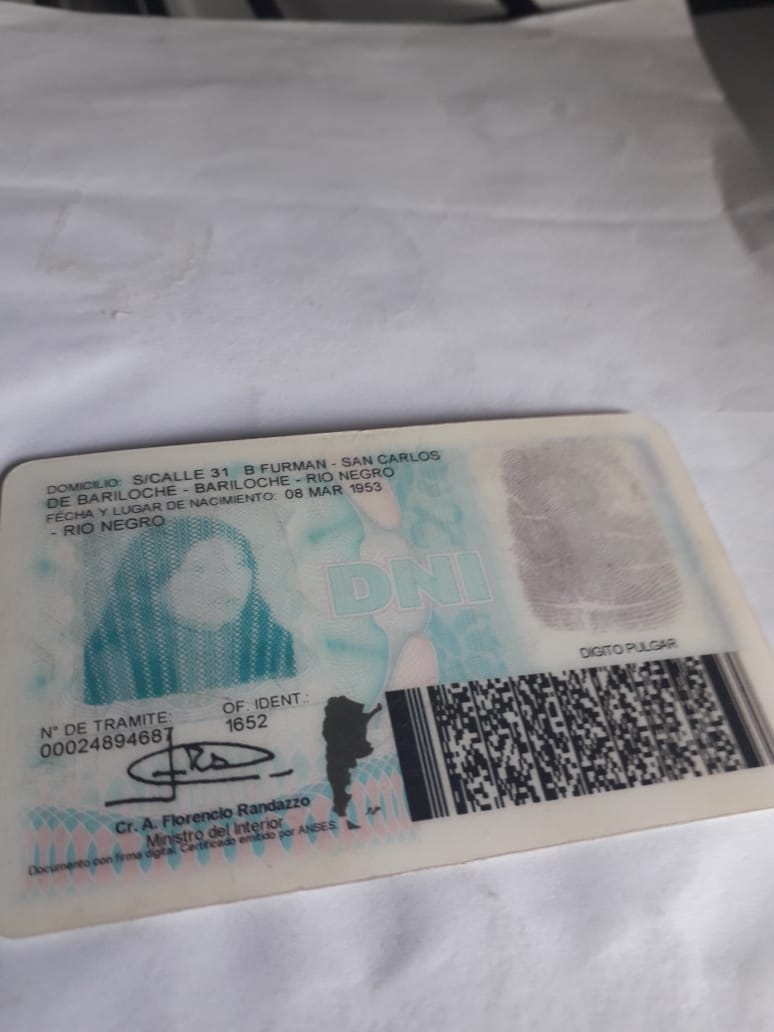 DOMICILIO: S/CALLE 31 B FURMAN - SAN CARLOS
DE BARILOCHE - BARILOCHE - RIO NEGRO
FECHA Y LUGAR DE NACIMIENTO: 08 MAR 1953
- RIO NEGRO
DNI
DIGITO PULGAR
N° DE TRAMITE: OF. IDENT.:
00024894687 1652
Cr. A. Florencio Randazzo
Ministro del Interior
Documento con firma digital. Certificado emitido por ANSES